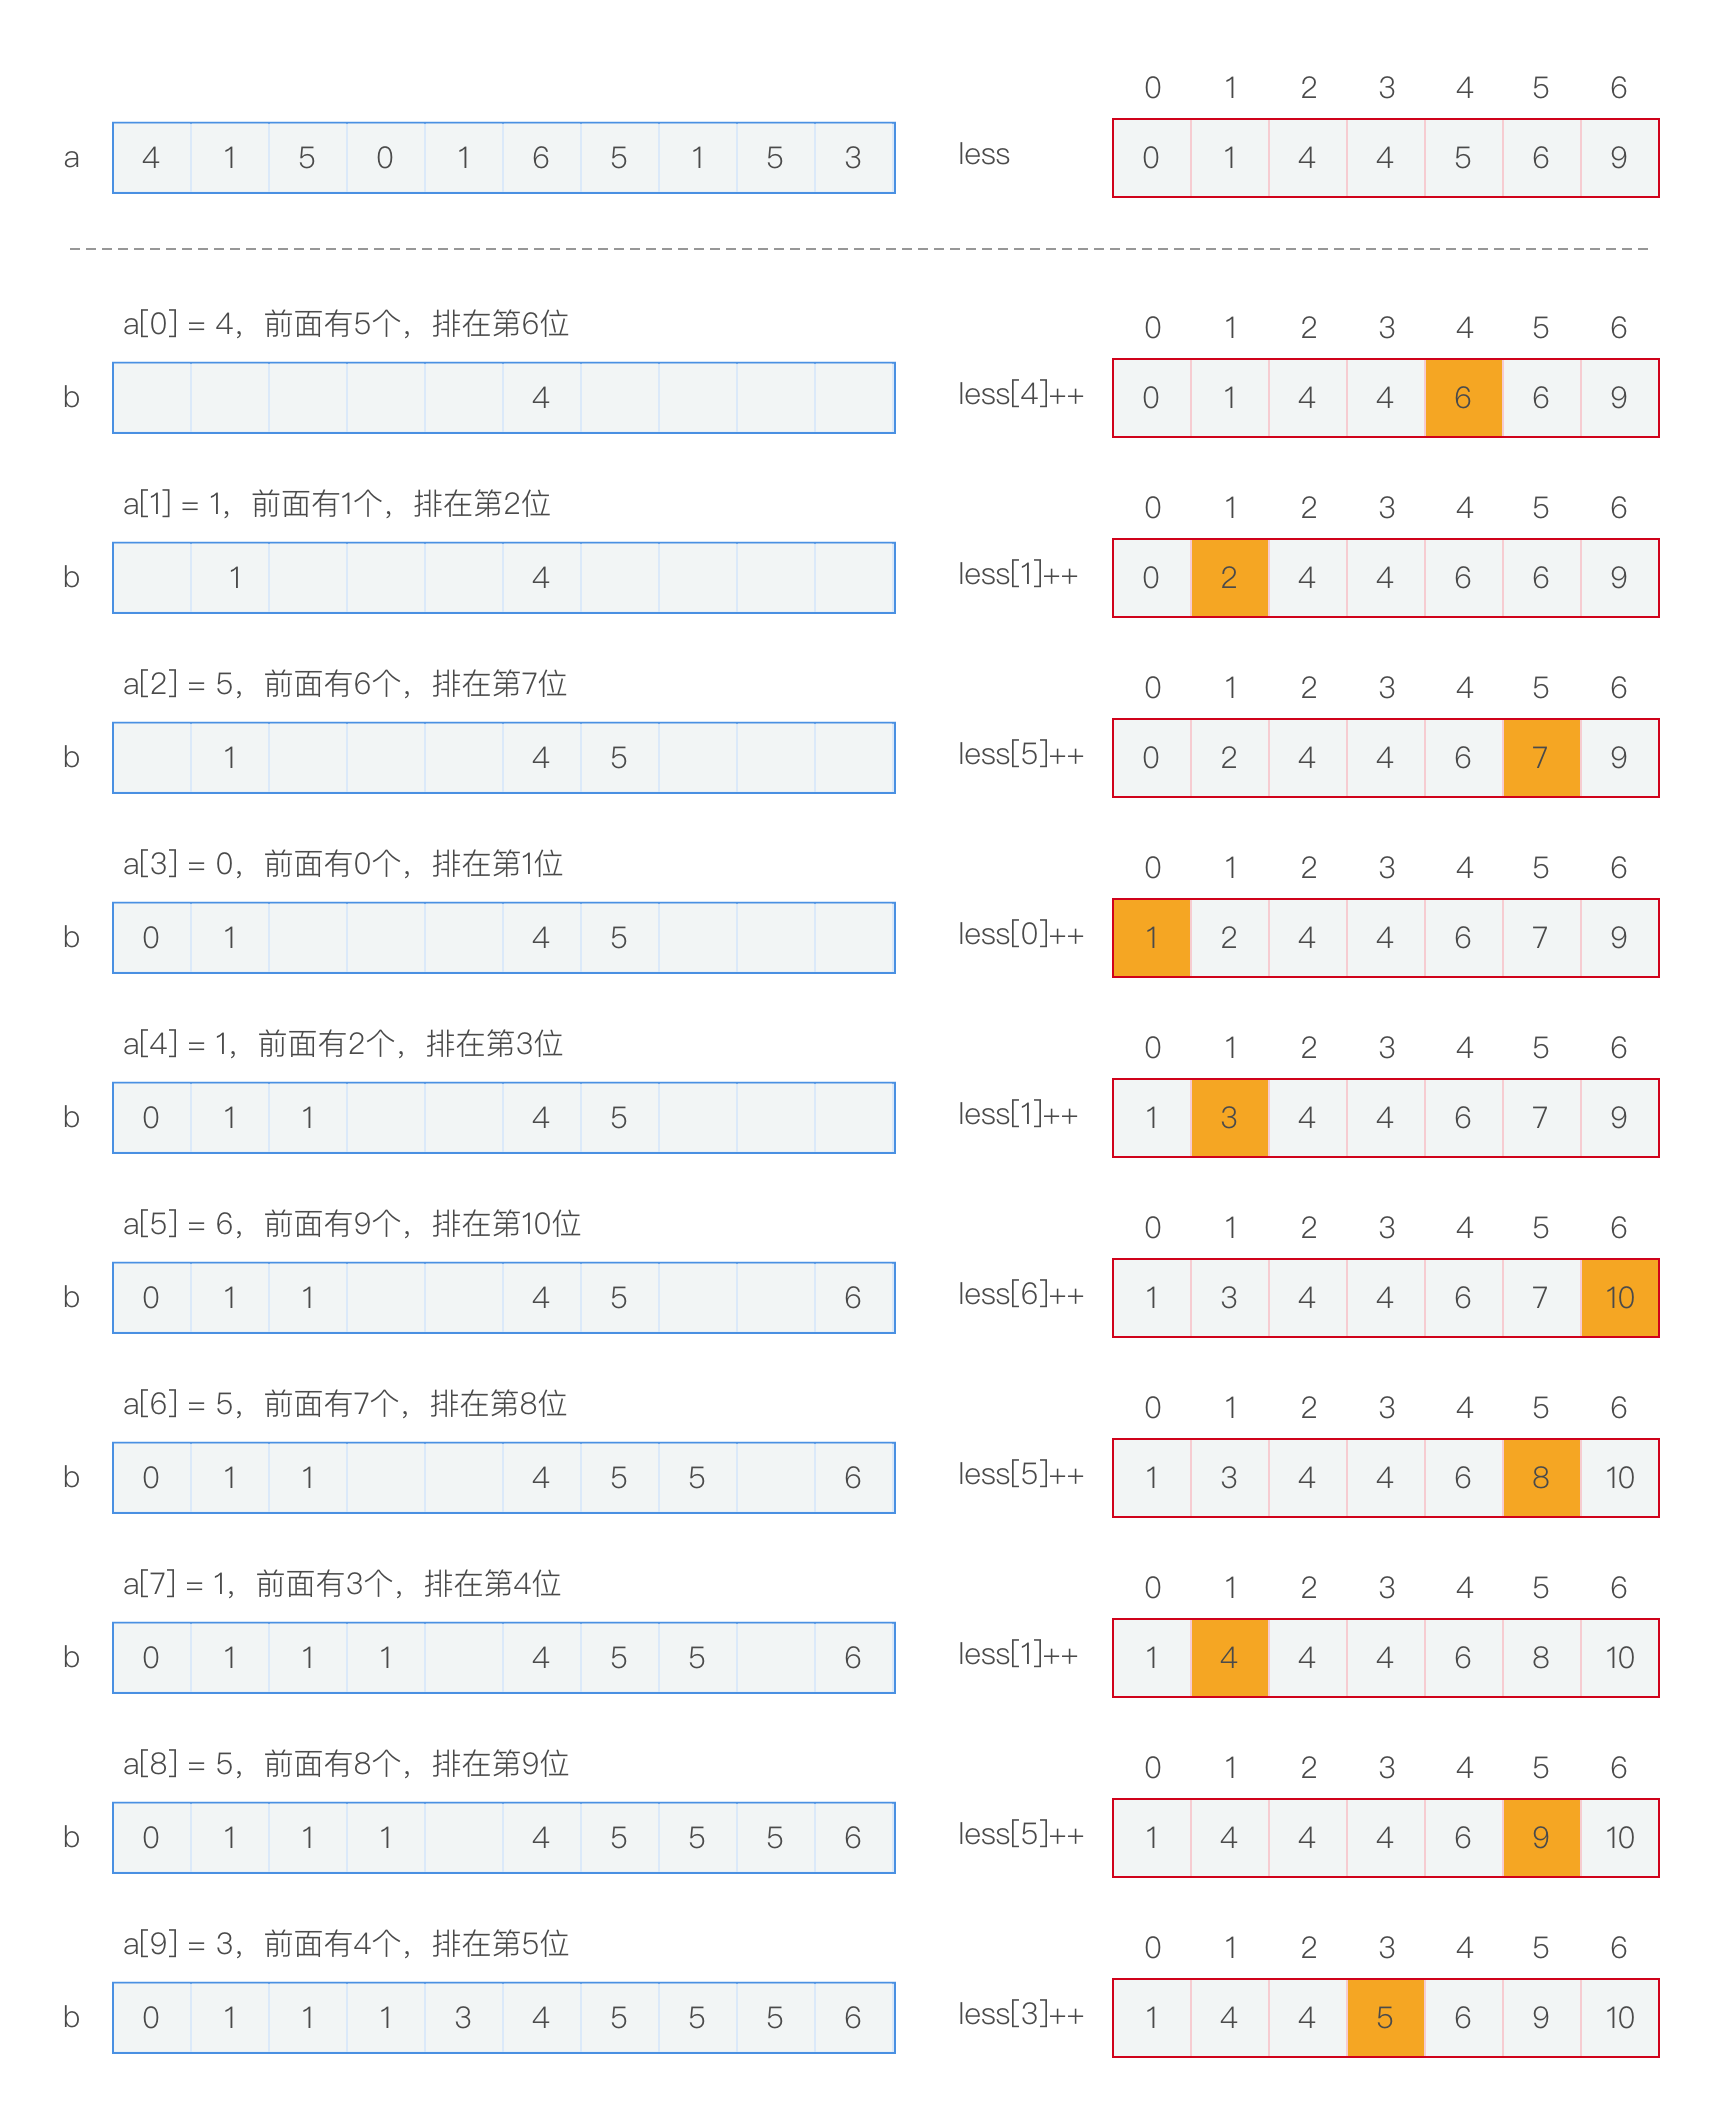 0 1 2 3 4 5 6
a 4 1 5 0 1 6 5 1 5 3 less 0 1 4 4 5 6 9
a[0] = 4，前面有5个，排在第6位 0 1 2 3 4 5 6
b 4 less[4]++ 0 1 4 4 6 6 9
a[1] = 1，前面有1个，排在第2位 0 1 2 3 4 5 6
b 1 4 less[1]++ 0 2 4 4 6 6 9
a[2] = 5，前面有6个，排在第7位 0 1 2 3 4 5 6
b 1 4 5 less[5]++ 0 2 4 4 6 7 9
a[3] = 0，前面有0个，排在第1位 0 1 2 3 4 5 6
b 0 1 4 5 less[0]++ 1 2 4 4 6 7 9
a[4] = 1，前面有2个，排在第3位 0 1 2 3 4 5 6
b 0 1 1 4 5 less[1]++ 1 3 4 4 6 7 9
a[5] = 6，前面有9个，排在第10位 0 1 2 3 4 5 6
b 0 1 1 4 5 6 less[6]++ 1 3 4 4 6 7 10
a[6] = 5，前面有7个，排在第8位 0 1 2 3 4 5 6
b 0 1 1 4 5 5 6 less[5]++ 1 3 4 4 6 8 10
a[7] = 1，前面有3个，排在第4位 0 1 2 3 4 5 6
b 0 1 1 1 4 5 5 6 less[1]++ 1 4 4 4 6 8 10
a[8] = 5，前面有8个，排在第9位 0 1 2 3 4 5 6
b 0 1 1 1 4 5 5 5 6 less[5]++ 1 4 4 4 6 9 10
a[9] = 3，前面有4个，排在第5位 0 1 2 3 4 5 6
b 0 1 1 1 3 4 5 5 5 6 less[3]++ 1 4 4 5 6 9 10